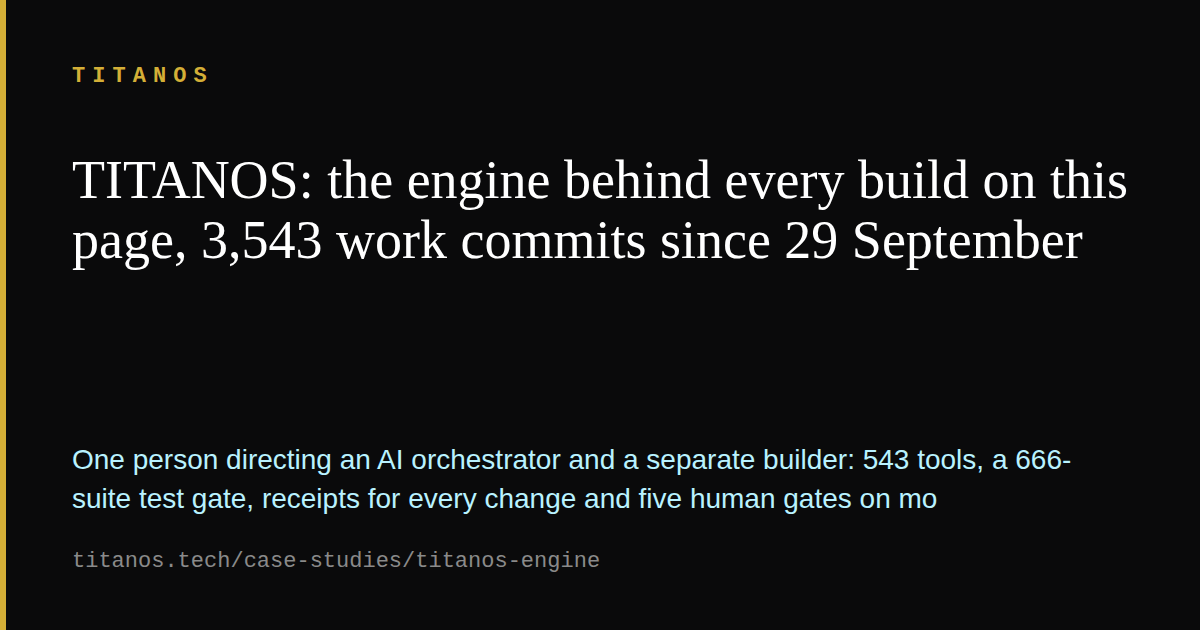 TITANOS
TITANOS: the engine behind every build on this
page, 3,543 work commits since 29 September
One person directing an AI orchestrator and a separate builder: 543 tools, a 666-
suite test gate, receipts for every change and five human gates on mo
titanos.tech/case-studies/titanos-engine